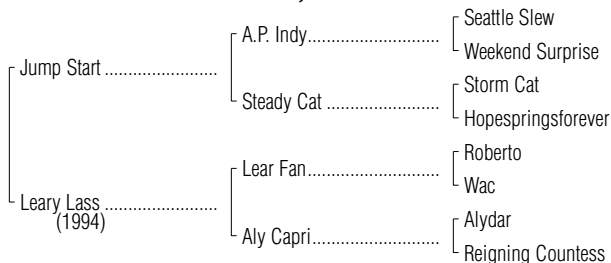 Seattle Slew
A.P. Indy
Weekend Surprise
Jump Start
Storm Cat
Steady Cat
Hopespringsforever
Roberto
Lear Fan
Wac
Leary Lass
(1994)
Alydar
Aly Capri
Reigning Countess